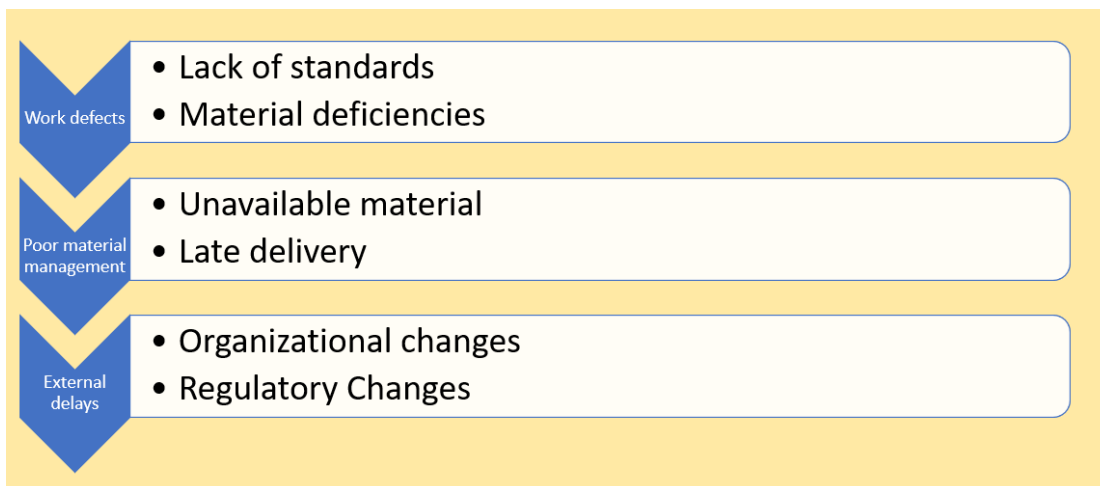 Work defects
• Lack of standards
• Material deficiencies
Poor material
management
• Unavailable material
• Late delivery
External
delays
• Organizational changes
• Regulatory Changes